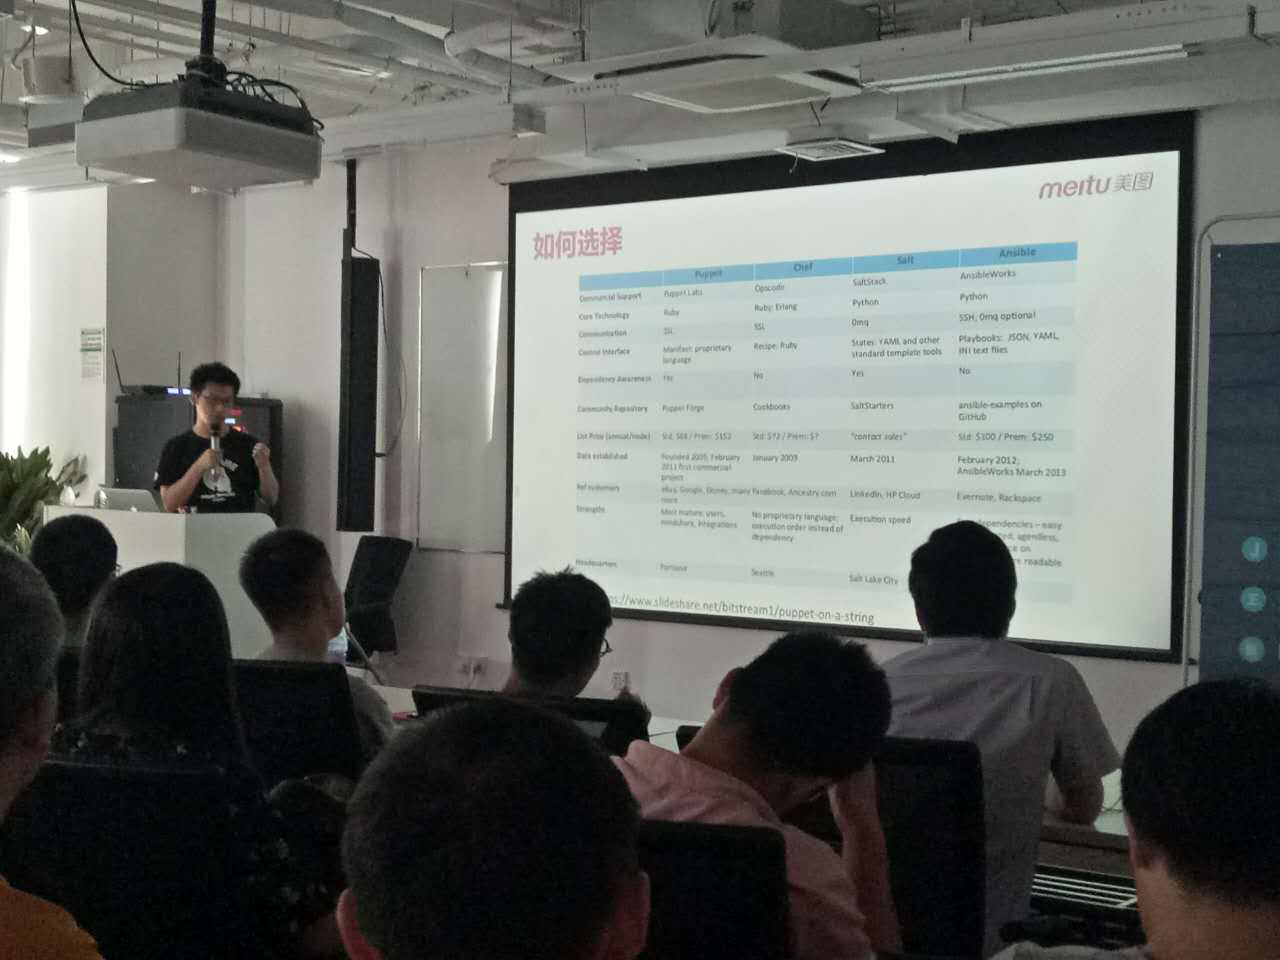 meitu 美图
如何选择
Puppet Chef Salt Ansible
Commercial Support Puppet Labs Opscode SaltStack AnsibleWorks
Core Technology Ruby Ruby; Erlang Python Python
Communication SSL SSL 0mq SSH, 0mq optional
Control Interface Manifest: proprietary language Recipe: Ruby States: YAML and other standard template tools Playbooks: JSON, YAML, INI text files
Dependency Awareness Yes No Yes No
Community Repository Puppet Forge Cookbooks SaltStarters ansible-examples on GitHub
List Price (annual/node) Std: / Prem: $152 Std: / Prem: $? "contact sales" Std: $100 / Prem: $250
Date established Founded 2005; February 2011 first commercial project January 2009 March 2011 February 2012; AnsibleWorks March 2013
Ref customers eBay, Google, Disney, many more Facebook, Ancestry.com LinkedIn, HP Cloud Evernote, Rackspace
Strengths Most mature; users, mindshare, integrations No proprietary language; execution order instead of dependency Execution speed dependencies – easy agentless, on readable
Headquarters Portland Seattle Salt Lake City
://www.slideshare.net/bitstream1/puppet-on-a-string
J